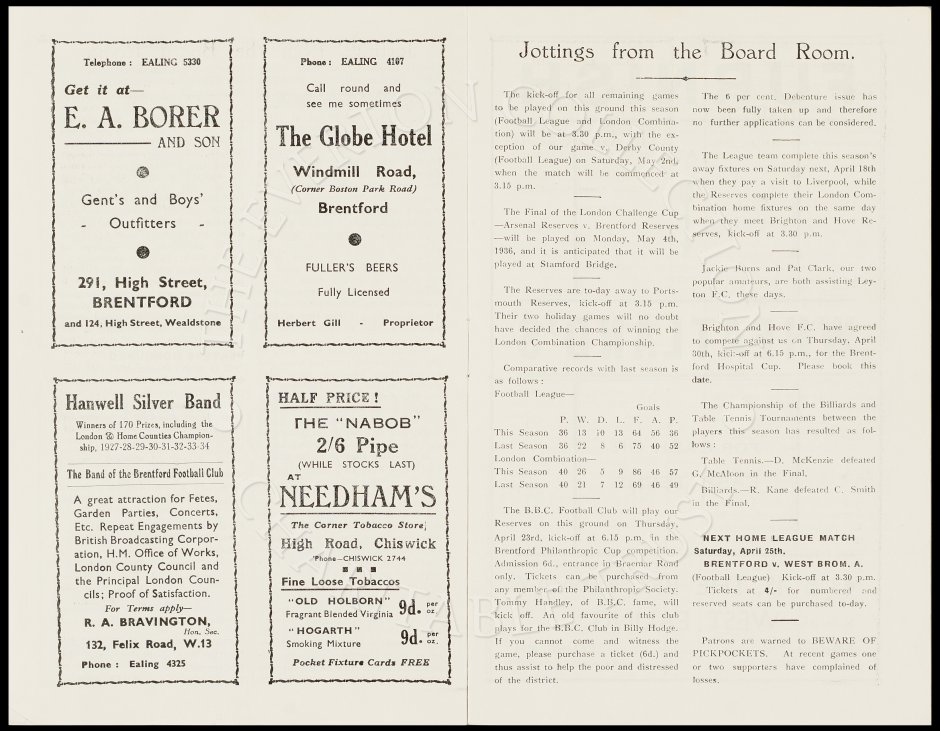 Telephone : EALING 5330
Get it at—
E. A. BORER
AND SON
Gent's and Boys'
- Outfitters -
291, High Street,
BRENTFORD
and 124, High Street, Wealdstone
Phone : EALING 4107
Call round and
see me sometimes
The Globe Hotel
Windmill Road,
(Corner Boston Park Road)
Brentford
FULLER'S BEERS
Fully Licensed
Herbert Gill - Proprietor
Hanwell Silver Band
Winners of 170 Prizes, including the
London & Home Counties Champion-
ship, 1927-28-29-30-31-32-33-34
The Band of the Brentford Football Club
A great attraction for Fetes,
Garden Parties, Concerts,
Etc. Repeat Engagements by
British Broadcasting Corpor-
ation, H.M. Office of Works,
London County Council and
the Principal London Coun-
cils; Proof of Satisfaction.
For Terms apply—
R. A. BRAVINGTON,
Hon. Sec.
132, Felix Road, W.13
Phone : Ealing 4325
HALF PRICE!
THE "NABOB"
2/6 Pipe
(WHILE STOCKS LAST)
AT
NEEDHAM'S
The Corner Tobacco Store,
High Road, Chiswick
'Phone—CHISWICK 2744
Fine Loose Tobaccos
"OLD HOLBORN" 9d. per oz.
Fragrant Blended Virginia
"HOGARTH" 9d. per oz.
Smoking Mixture
Pocket Fixture Cards FREE
Jottings from the Board Room.
The kick-off for all remaining games
to be played on this ground this season
(Football League and London Combina-
tion) will be at 3.30 p.m., with the ex-
ception of our game v. Derby County
(Football League) on Saturday, May 2nd,
when the match will be commenced at
3.15 p.m.
The Final of the London Challenge Cup
—Arsenal Reserves v. Brentford Reserves
—will be played on Monday, May 4th,
1936, and it is anticipated that it will be
played at Stamford Bridge.
The Reserves are to-day away to Ports-
mouth Reserves, kick-off at 3.15 p.m.
Their two holiday games will no doubt
have decided the chances of winning the
London Combination Championship.
Comparative records with last season is
as follows :
Football League—
Goals
P. W. D. L. F. A. P.
This Season 36 13 10 13 64 56 36
Last Season 36 22 8 6 75 40 52
London Combination—
This Season 40 26 5 9 86 46 57
Last Season 40 21 7 12 69 46 49
The B.B.C. Football Club will play our
Reserves on this ground on Thursday,
April 23rd, kick-off at 6.15 p.m. in the
Brentford Philanthropic Cup competition.
Admission 6d., entrance in Braemar Road
only. Tickets can be purchased from
any member of the Philanthropic Society.
Tommy Handley, of B.B.C. fame, will
kick off. An old favourite of this club
plays for the B.B.C. Club in Billy Hodge.
If you cannot come and witness the
game, please purchase a ticket (6d.) and
thus assist to help the poor and distressed
of the district.
The 6 per cent. Debenture issue has
now been fully taken up and therefore
no further applications can be considered.
The League team complete this season's
away fixtures on Saturday next, April 18th
when they pay a visit to Liverpool, while
the Reserves complete their London Com-
bination home fixtures on the same day
when they meet Brighton and Hove Re-
serves, kick-off at 3.30 p.m.
Jackie Burns and Pat Clark, our two
popular amateurs, are both assisting Ley-
ton F.C. these days.
Brighton and Hove F.C. have agreed
to compete against us on Thursday, April
30th, kick-off at 6.15 p.m., for the Brent-
ford Hospital Cup. Please book this
date.
The Championship of the Billiards and
Table Tennis Tournaments between the
players this season has resulted as fol-
lows :
Table Tennis.—D. McKenzie defeated
G. McAloon in the Final.
Billiards.—R. Kane defeated C. Smith
in the Final.
NEXT HOME LEAGUE MATCH
Saturday, April 25th.
BRENTFORD v. WEST BROM. A.
(Football League) Kick-off at 3.30 p.m.
Tickets at 4/- for numbered and
reserved seats can be purchased to-day.
Patrons are warned to BEWARE OF
PICKPOCKETS. At recent games one
or two supporters have complained of
losses.